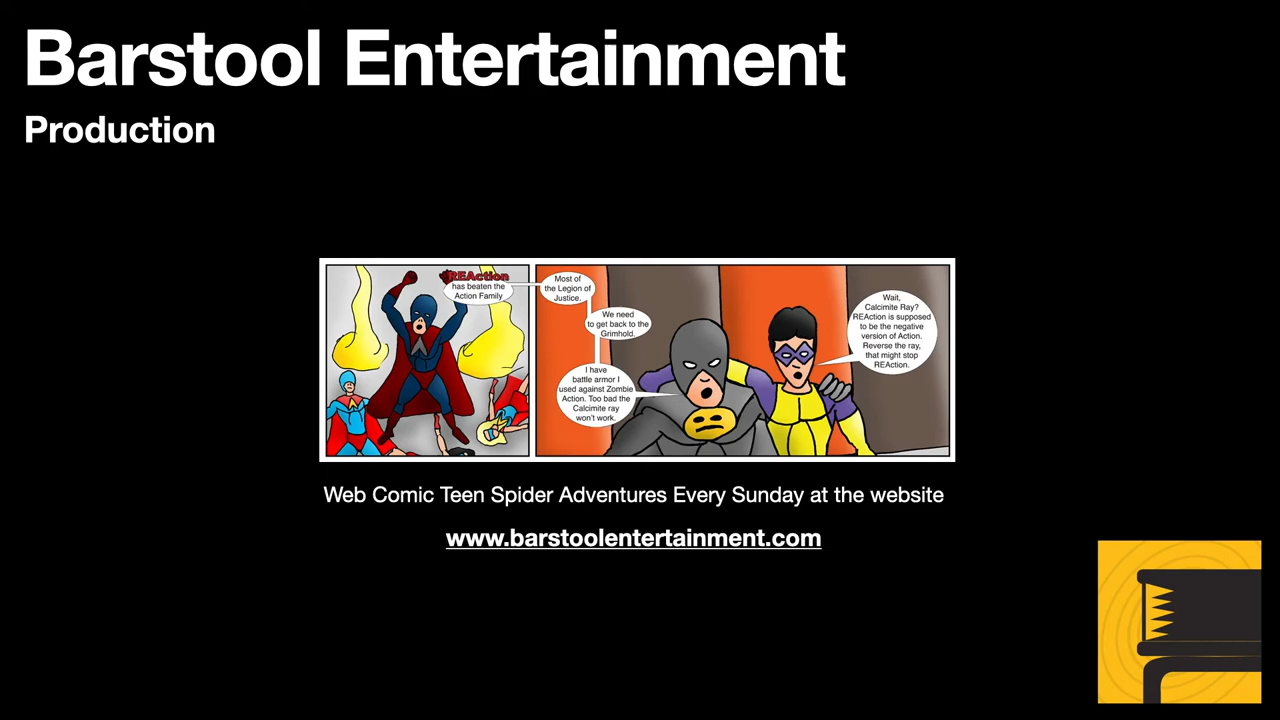 Barstool Entertainment
Production
REAction
has beaten the
Action Family
Most of
the Legion of
Justice.
We need
to get back to the
Grimhold.
I have
battle armor I
used against Zombie
Action. Too bad the
Calcimite ray
won't work.
Wait,
Calcimite Ray?
REAction is supposed
to be the negative
version of Action.
Reverse the ray,
that might stop
REAction.
Web Comic Teen Spider Adventures Every Sunday at the website
www.barstoolentertainment.com